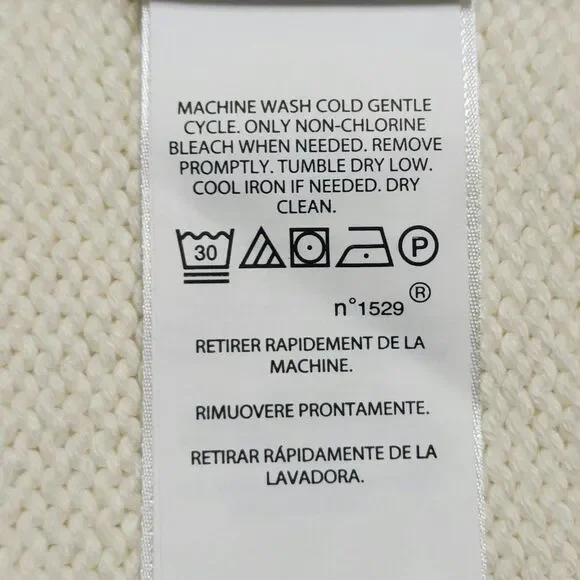 MACHINE WASH COLD GENTLE
CYCLE. ONLY NON-CHLORINE
BLEACH WHEN NEEDED. REMOVE
PROMPTLY. TUMBLE DRY LOW.
COOL IRON IF NEEDED. DRY
CLEAN.
30 P
n°1529 ®
RETIRER RAPIDEMENT DE LA
MACHINE.
RIMUOVERE PRONTAMENTE.
RETIRAR RÁPIDAMENTE DE LA
LAVADORA.